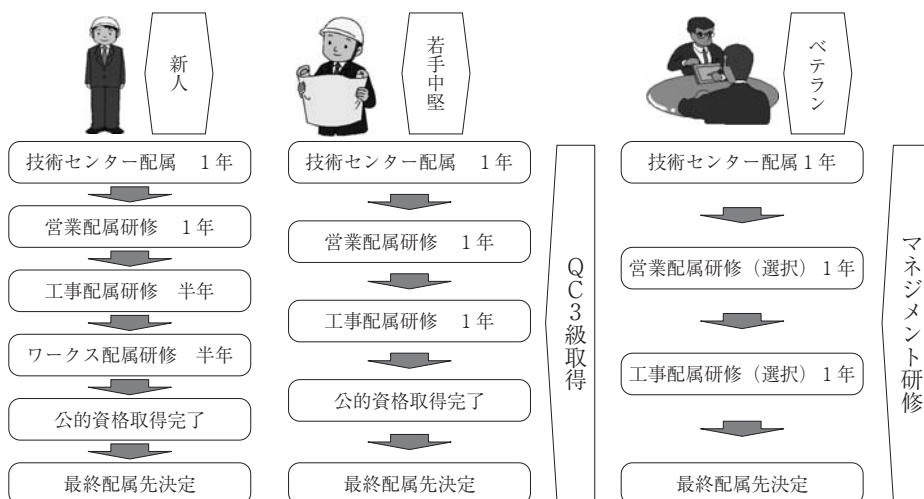 新人
技術センター配属　１年
営業配属研修　１年
工事配属研修　半年
ワークス配属研修　半年
公的資格取得完了
最終配属先決定
若手中堅
技術センター配属　１年
営業配属研修　１年
工事配属研修　１年
公的資格取得完了
最終配属先決定
ＱＣ３級取得
ベテラン
技術センター配属１年
営業配属研修（選択）１年
工事配属研修（選択）１年
最終配属先決定
マネジメント研修